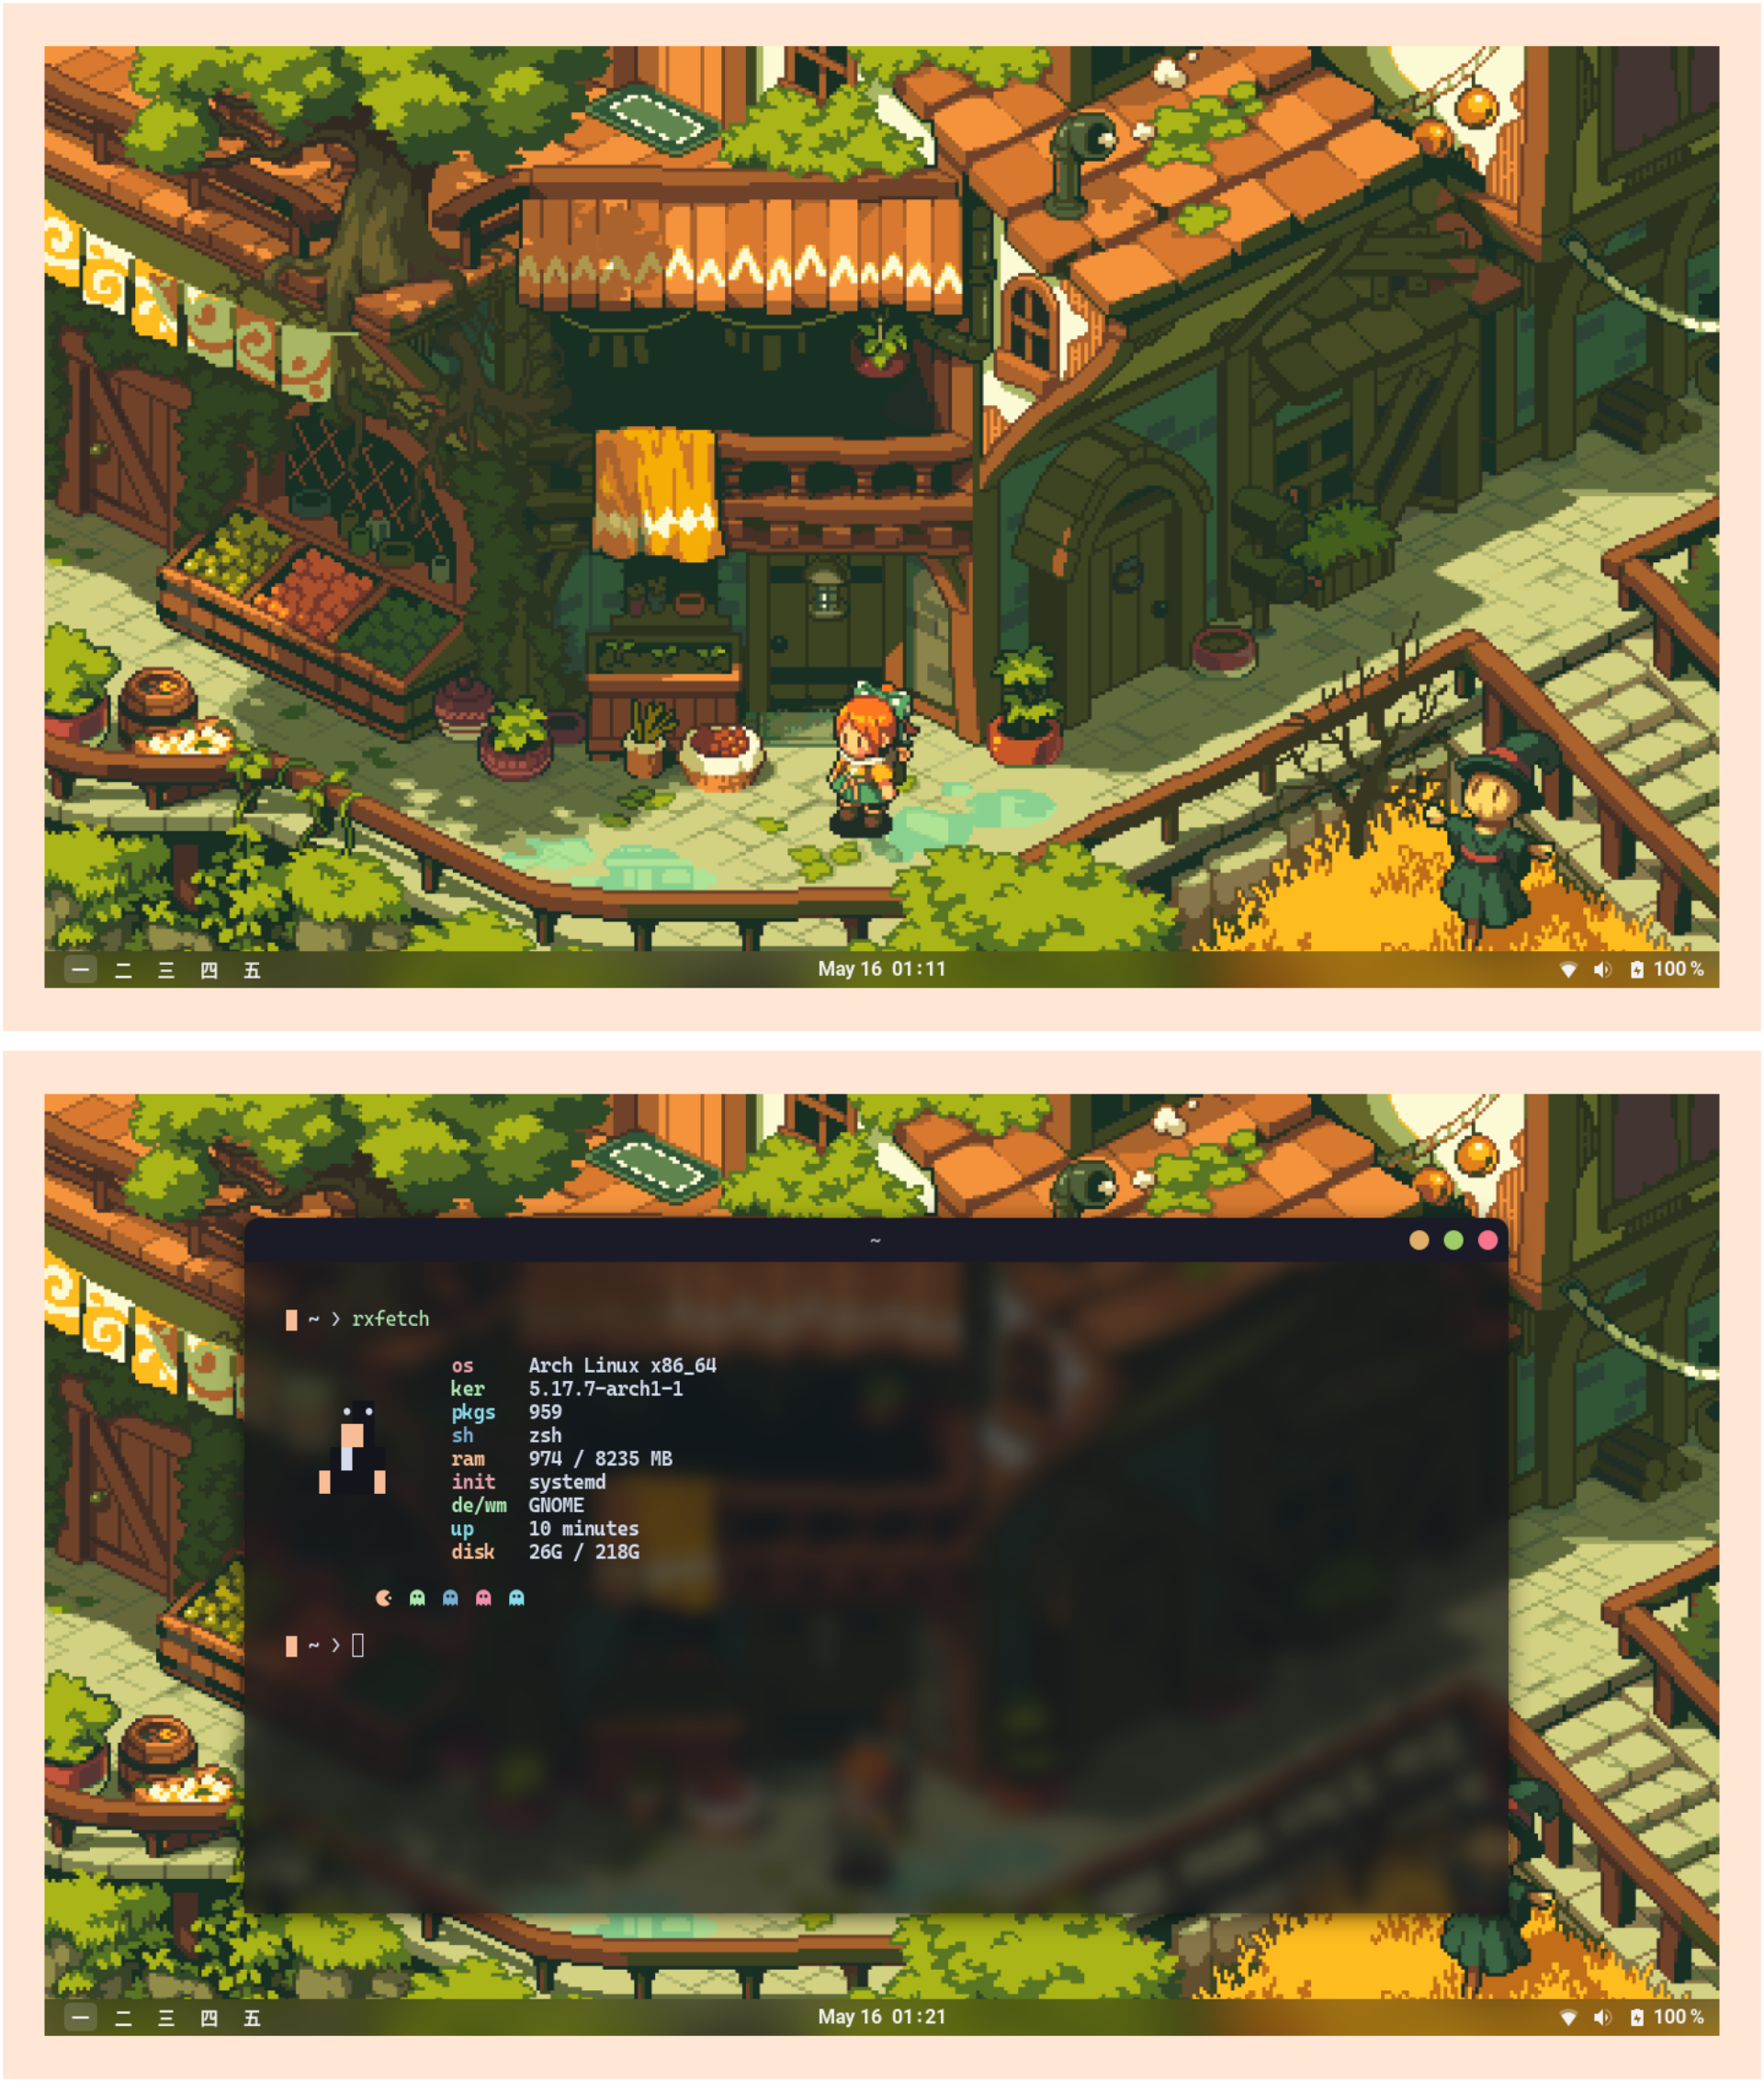 一 二 三 四 五
May 16 01:11
100 %
~
~ > rxfetch
os Arch Linux x86_64
ker 5.17.7-arch1-1
pkgs 959
sh zsh
ram 974 / 8235 MB
init systemd
de/wm GNOME
up 10 minutes
disk 26G / 218G
~ >
一 二 三 四 五
May 16 01:21
100 %